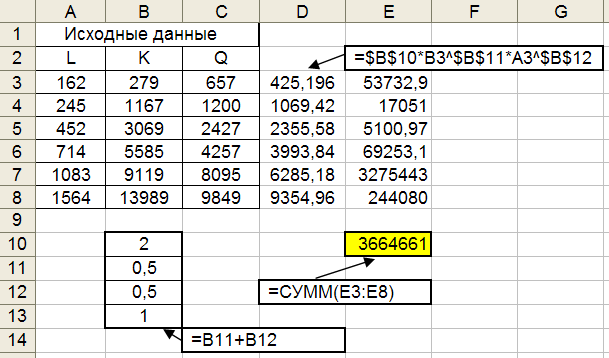 A B C D E F G
1 Исходные данные
2 L K Q =$B$10*B3^$B$11*A3^$B$12
3 162 279 657 425,196 53732,9
4 245 1167 1200 1069,42 17051
5 452 3069 2427 2355,58 5100,97
6 714 5585 4257 3993,84 69253,1
7 1083 9119 8095 6285,18 3275443
8 1564 13989 9849 9354,96 244080
9
10 2 3664661
11 0,5
12 0,5 =СУММ(E3:E8)
13 1
14 =B11+B12